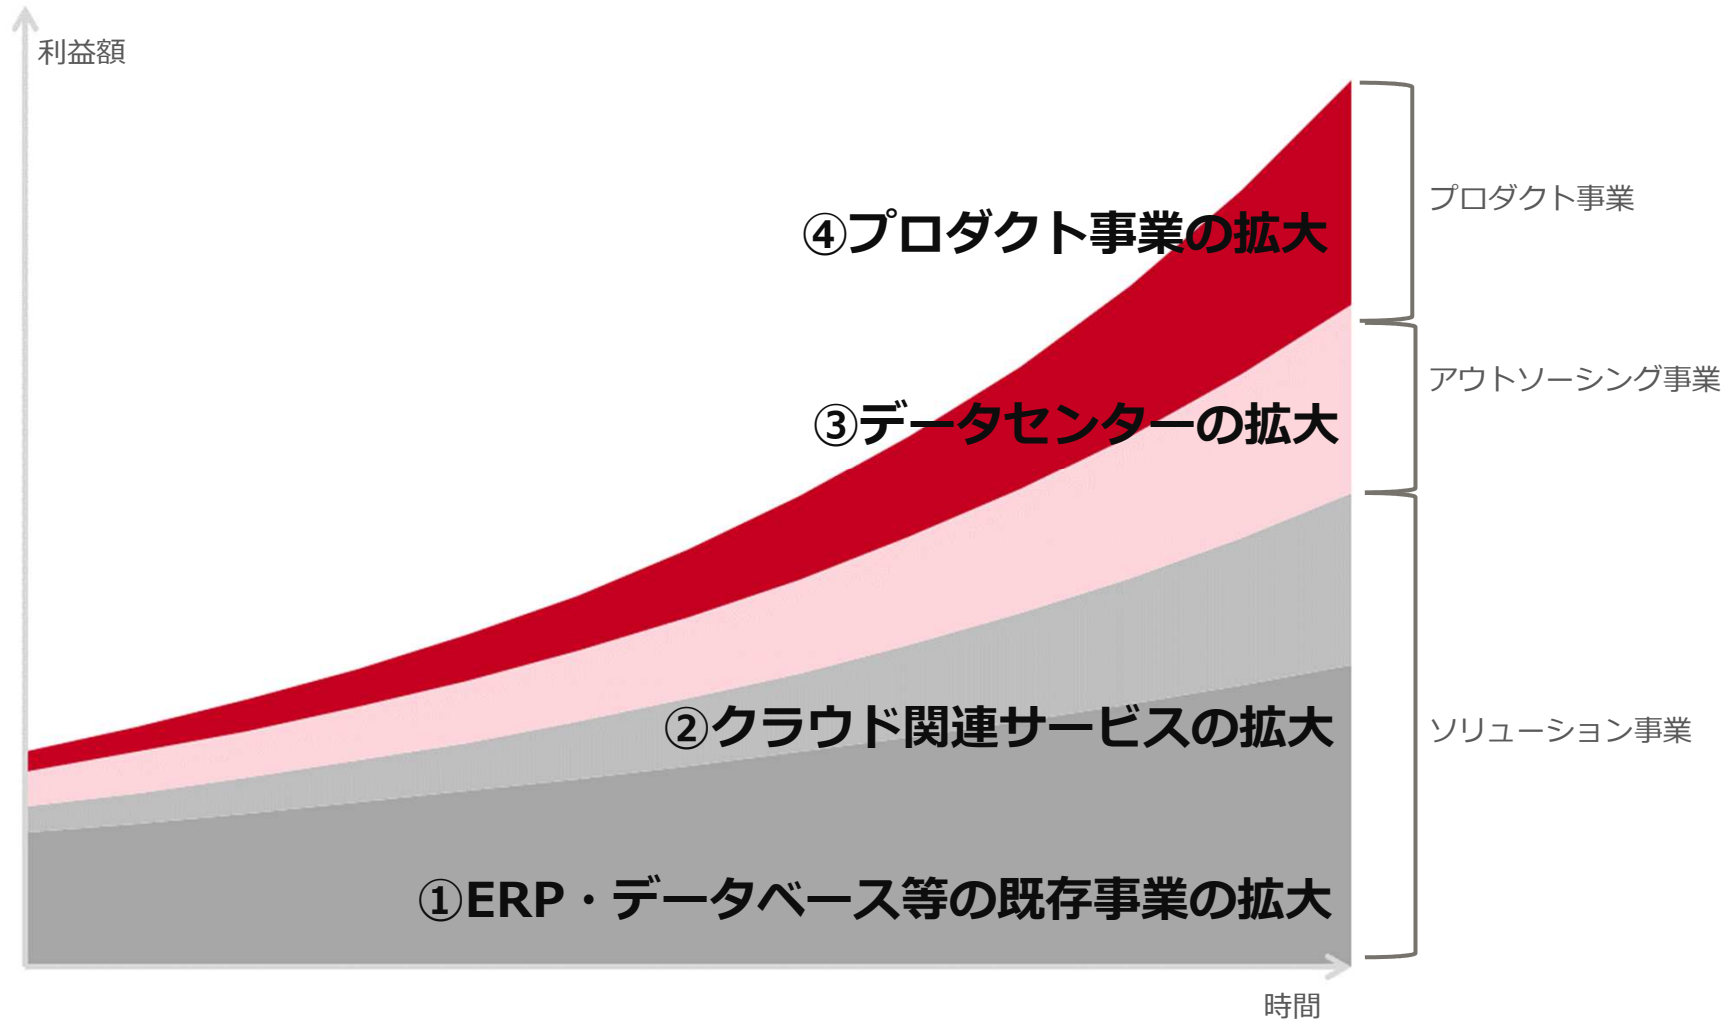 利益額
プロダクト事業
④プロダクト事業の拡大
アウトソーシング事業
③データセンターの拡大
②クラウド関連サービスの拡大
ソリューション事業
①ERP・データベース等の既存事業の拡大
時間